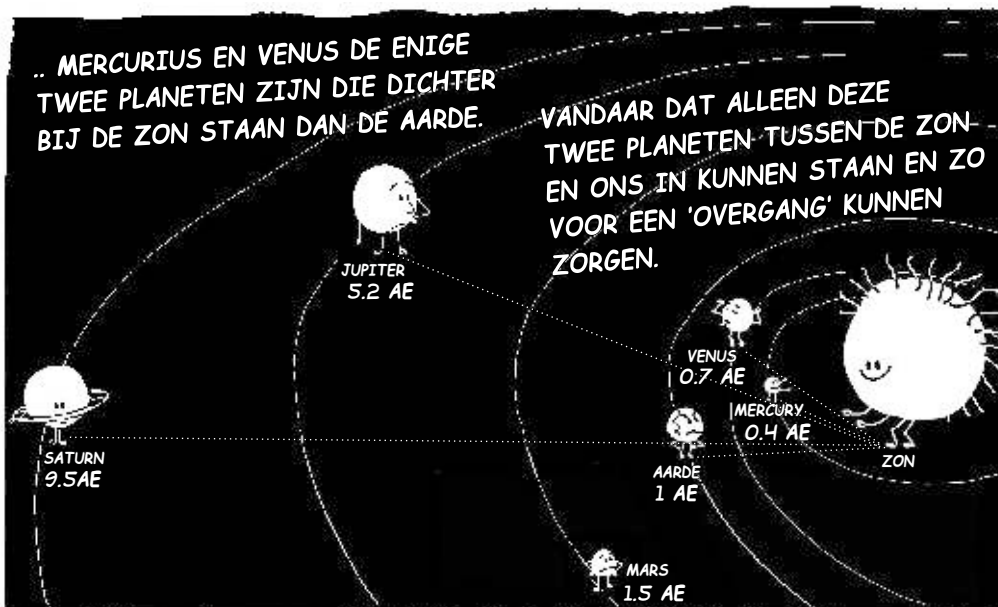 .. MERCURIUS EN VENUS DE ENIGE
TWEE PLANETEN ZIJN DIE DICHTER
BIJ DE ZON STAAN DAN DE AARDE.
VANDAAR DAT ALLEEN DEZE
TWEE PLANETEN TUSSEN DE ZON
EN ONS IN KUNNEN STAAN EN ZO
VOOR EEN 'OVERGANG' KUNNEN
ZORGEN.
JUPITER
5.2 AE
VENUS
0.7 AE
MERCURY
0.4 AE
SATURN
9.5AE
AARDE
1 AE
ZON
MARS
1.5 AE